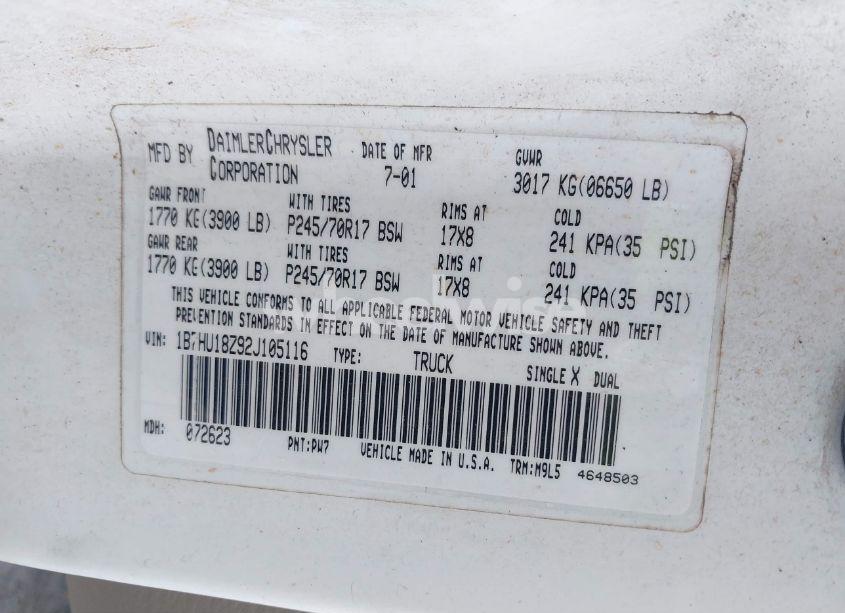 MFD BY DAIMLERCHRYSLER CORPORATION DATE OF MFR 7-01 GVWR 3017 KG(06650 LB)
GAWR FRONT WITH TIRES RIMS AT COLD
1770 KG(3900 LB) P245/70R17 BSW 17X8 241 KPA(35 PSI)
GAWR REAR WITH TIRES RIMS AT COLD
1770 KG(3900 LB) P245/70R17 BSW 17X8 241 KPA(35 PSI)
THIS VEHICLE CONFORMS TO ALL APPLICABLE FEDERAL MOTOR VEHICLE SAFETY AND THEFT
PREVENTION STANDARDS IN EFFECT ON THE DATE OF MANUFACTURE SHOWN ABOVE.
VIN: 1B7HU18Z92J105116 TYPE: TRUCK SINGLE X DUAL
MDH: 072623 PNT:PW7 VEHICLE MADE IN U.S.A. TRM:M9L5 4648503
wheelwise